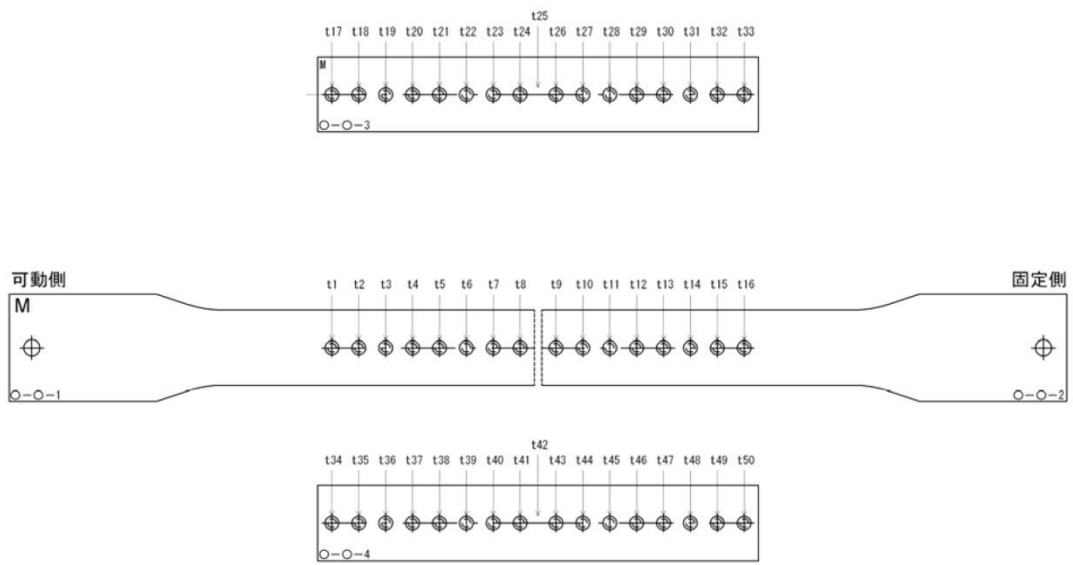 t25
t17 t18 t19 t20 t21 t22 t23 t24 t26 t27 t28 t29 t30 t31 t32 t33
M
○-○-3
可動側 固定側
t1 t2 t3 t4 t5 t6 t7 t8 t9 t10 t11 t12 t13 t14 t15 t16
M
○-○-1 ○-○-2
t42
t34 t35 t36 t37 t38 t39 t40 t41 t43 t44 t45 t46 t47 t48 t49 t50
○-○-4